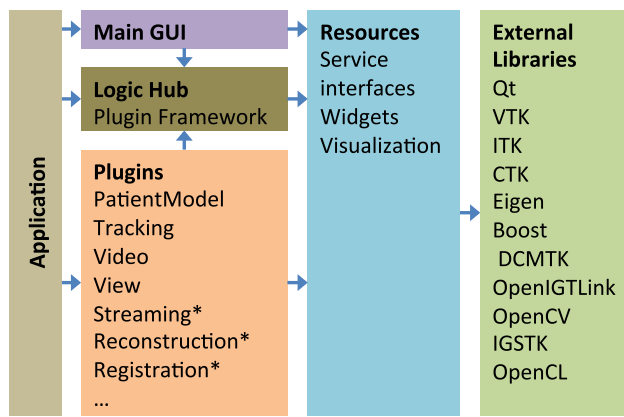 Application
Main GUI
Logic Hub
Plugin Framework
Plugins
PatientModel
Tracking
Video
View
Streaming*
Reconstruction*
Registration*
...
Resources
Service
interfaces
Widgets
Visualization
External
Libraries
Qt
VTK
ITK
CTK
Eigen
Boost
DCMTK
OpenIGTLink
OpenCV
IGSTK
OpenCL